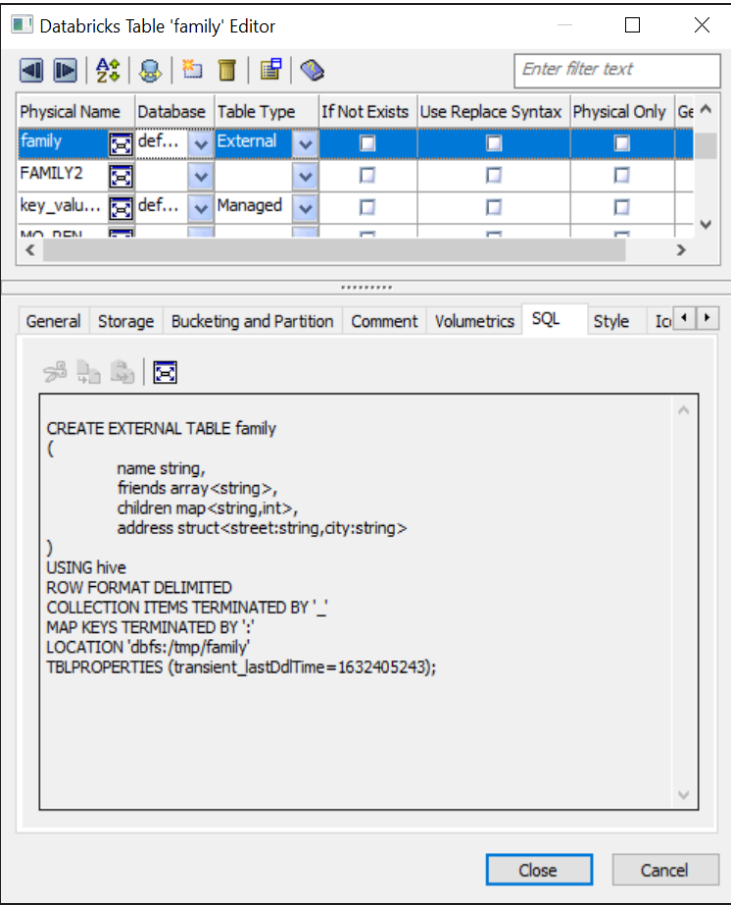 Databricks Table 'family' Editor
Enter filter text
Physical Name Database Table Type If Not Exists Use Replace Syntax Physical Only Ge
family def... External
FAMILY2
key_valu... def... Managed
General Storage Bucketing and Partition Comment Volumetrics SQL Style
CREATE EXTERNAL TABLE family
(
name string,
friends array<string>,
children map<string,int>,
address struct<street:string,city:string>
)
USING hive
ROW FORMAT DELIMITED
COLLECTION ITEMS TERMINATED BY '_'
MAP KEYS TERMINATED BY ':'
LOCATION 'dbfs:/tmp/family'
TBLPROPERTIES (transient_lastDdlTime=1632405243);
Close Cancel